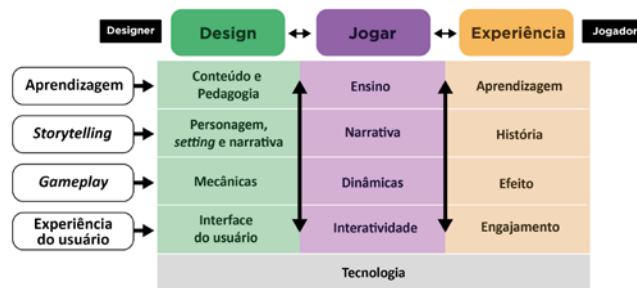 Designer Design Jogar Experiência Jogador
Aprendizagem Conteúdo e Ensino Aprendizagem
Pedagogia
Storytelling Personagem, Narrativa História
setting e narrativa
Gameplay Mecânicas Dinâmicas Efeito
Experiência Interface Interatividade Engajamento
do usuário do usuário
Tecnologia